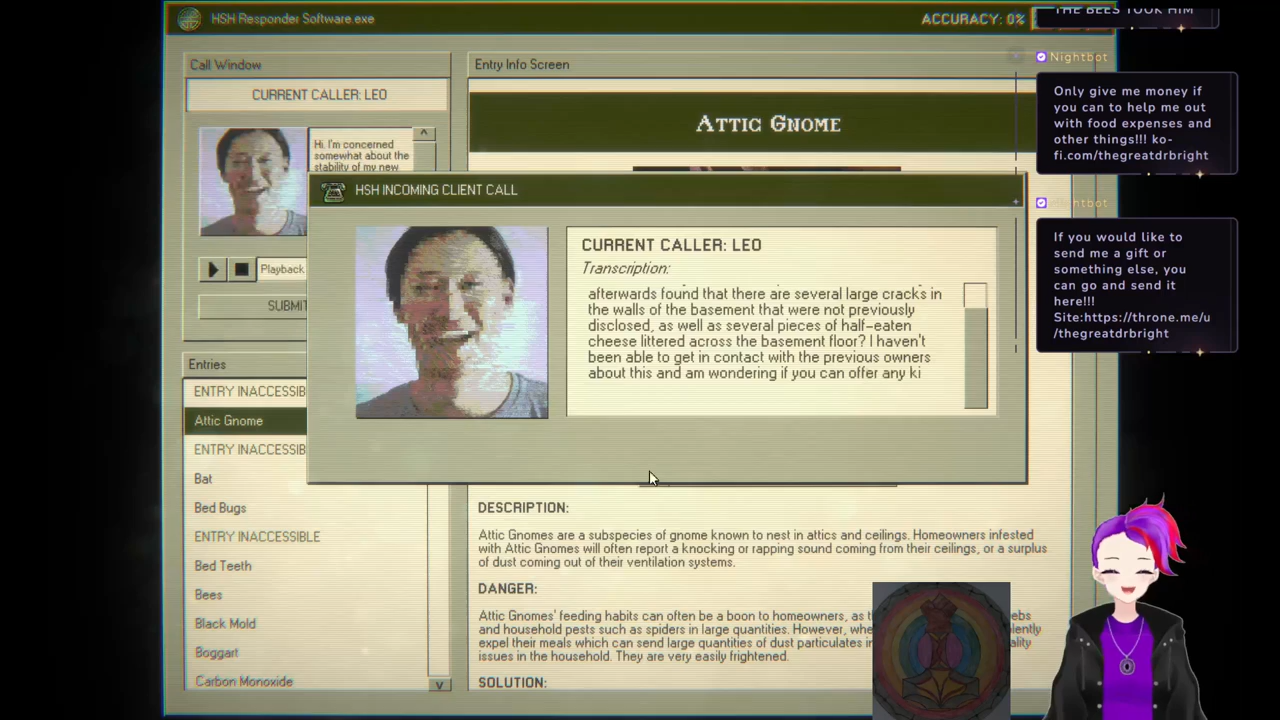 HSH Responder Software.exe
ACCURACY: 0%
THE BEES TOOK HIM
Call Window
CURRENT CALLER: LEO
Hi. I'm concerned
somewhat about the
stability of my new
Playback
SUBMIT
Entries
ENTRY INACCESSIB
Attic Gnome
ENTRY INACCESSIB
Bat
Bed Bugs
ENTRY INACCESSIBLE
Bed Teeth
Bees
Black Mold
Boggart
Carbon Monoxide
Entry Info Screen
ATTIC GNOME
HSH INCOMING CLIENT CALL
CURRENT CALLER: LEO
Transcription:
afterwards found that there are several large cracks in
the walls of the basement that were not previously
disclosed, as well as several pieces of half-eaten
cheese littered across the basement floor? I haven't
been able to get in contact with the previous owners
about this and am wondering if you can offer any ki
DESCRIPTION:
Attic Gnomes are a subspecies of gnome known to nest in attics and ceilings. Homeowners infested
with Attic Gnomes will often report a knocking or rapping sound coming from their ceilings, or a surplus
of dust coming out of their ventilation systems.
DANGER:
Attic Gnomes' feeding habits can often be a boon to homeowners, as
and household pests such as spiders in large quantities. However,
expel their meals which can send large quantities of dust particulates
issues in the household. They are very easily frightened.
SOLUTION:
Nightbot
Only give me money if
you can to help me out
with food expenses and
other things!!! ko-
fi.com/thegreatdrbright
Nightbot
If you would like to
send me a gift or
something else, you
can go and send it
here!!!
Site:https://throne.me/u
/thegreatdrbright